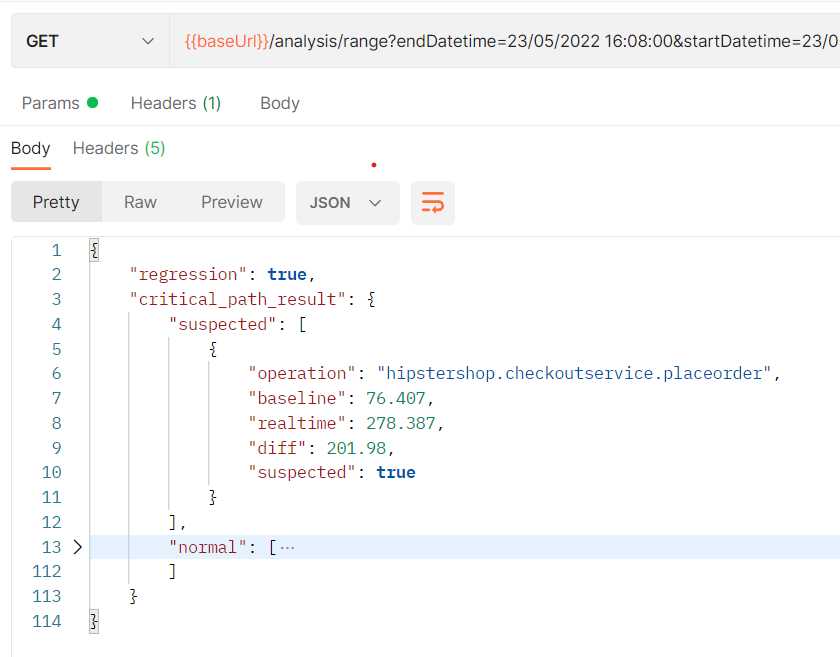 GET {{baseUrl}}/analysis/range?endDatetime=23/05/2022 16:08:00&startDatetime=23/0
Params Headers (1) Body
Body Headers (5)
Pretty Raw Preview JSON
1 {
2 "regression": true,
3 "critical_path_result": {
4 "suspected": [
5 {
6 "operation": "hipstershop.checkoutservice.placeorder",
7 "baseline": 76.407,
8 "realtime": 278.387,
9 "diff": 201.98,
10 "suspected": true
11 }
12 ],
13 "normal": [···
112 ]
113 }
114 }